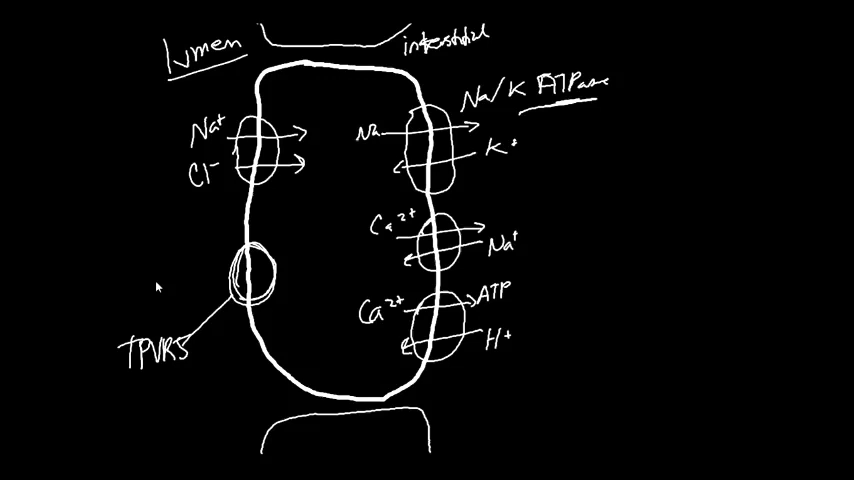 lumen
interstitial
Na/K ATPase
Na⁺
Cl⁻
Na
K⁺
Ca²⁺
Na⁺
Ca²⁺
ATP
H⁺
TPVR5